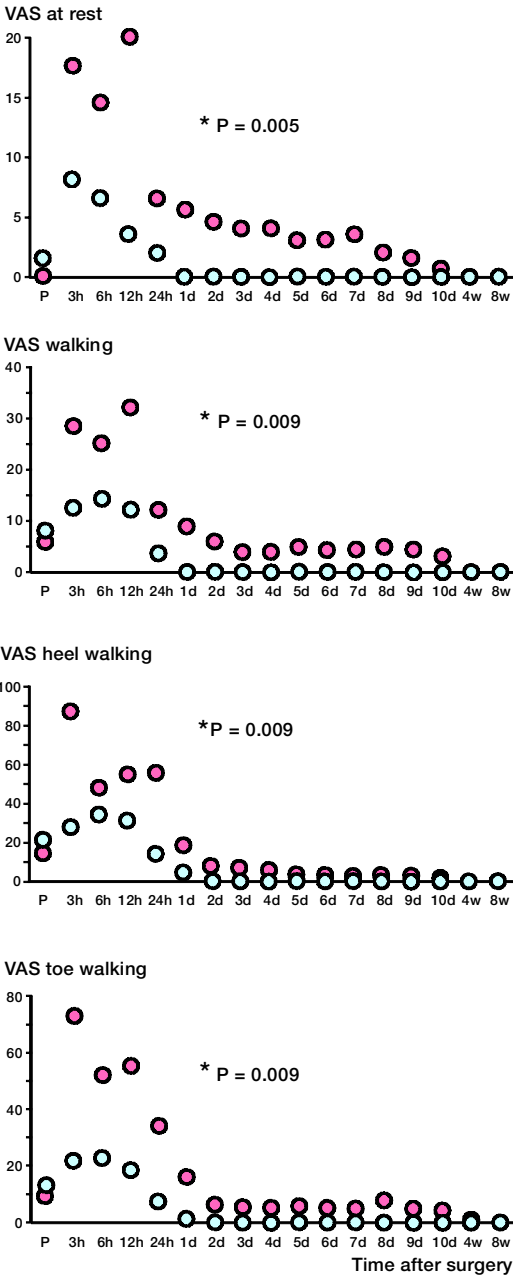 VAS at rest
20
15
10
5
0
* P = 0.005
P 3h 6h 12h 24h 1d 2d 3d 4d 5d 6d 7d 8d 9d 10d 4w 8w
VAS walking
40
30
20
10
0
* P = 0.009
P 3h 6h 12h 24h 1d 2d 3d 4d 5d 6d 7d 8d 9d 10d 4w 8w
VAS heel walking
100
80
60
40
20
0
*P = 0.009
P 3h 6h 12h 24h 1d 2d 3d 4d 5d 6d 7d 8d 9d 10d 4w 8w
VAS toe walking
80
60
40
20
0
* P = 0.009
P 3h 6h 12h 24h 1d 2d 3d 4d 5d 6d 7d 8d 9d 10d 4w 8w
Time after surgery